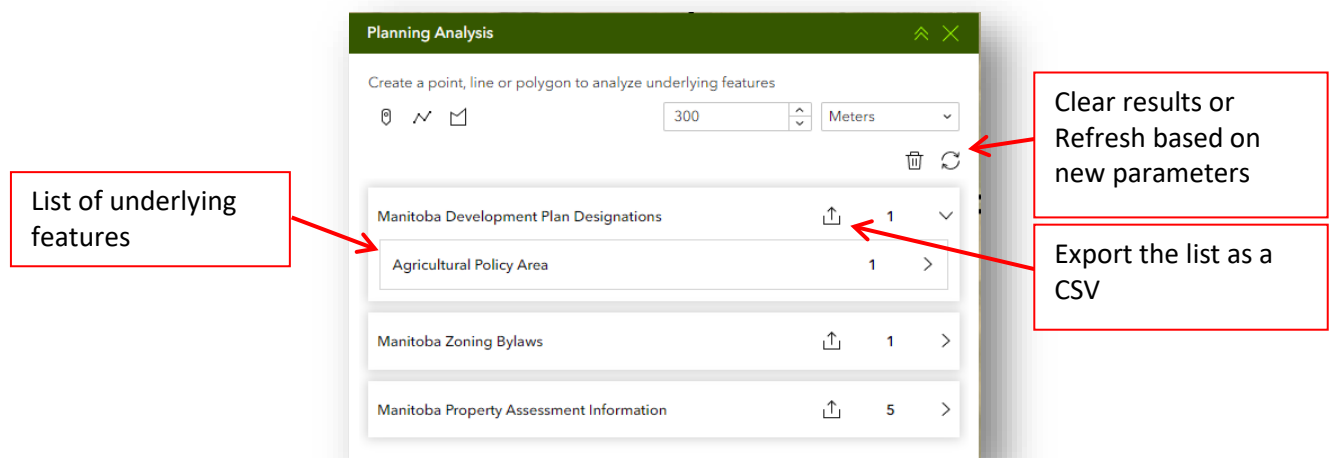 Planning Analysis
Create a point, line or polygon to analyze underlying features
300
Meters
Clear results or
Refresh based on
new parameters
List of underlying
features
Manitoba Development Plan Designations 1
Agricultural Policy Area 1
Export the list as a
CSV
Manitoba Zoning Bylaws 1
Manitoba Property Assessment Information 5